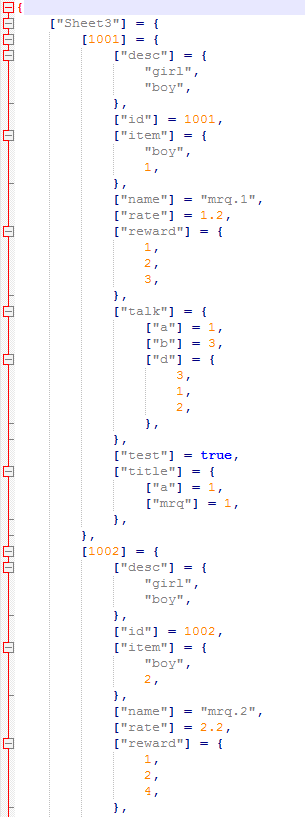 {
    ["Sheet3"] = {
        [1001] = {
            ["desc"] = {
                "girl",
                "boy",
            },
            ["id"] = 1001,
            ["item"] = {
                "boy",
                1,
            },
            ["name"] = "mrq.1",
            ["rate"] = 1.2,
            ["reward"] = {
                1,
                2,
                3,
            },
            ["talk"] = {
                ["a"] = 1,
                ["b"] = 3,
                ["d"] = {
                    3,
                    1,
                    2,
                },
            },
            ["test"] = true,
            ["title"] = {
                ["a"] = 1,
                ["mrq"] = 1,
            },
        },
        [1002] = {
            ["desc"] = {
                "girl",
                "boy",
            },
            ["id"] = 1002,
            ["item"] = {
                "boy",
                2,
            },
            ["name"] = "mrq.2",
            ["rate"] = 2.2,
            ["reward"] = {
                1,
                2,
                4,
            },